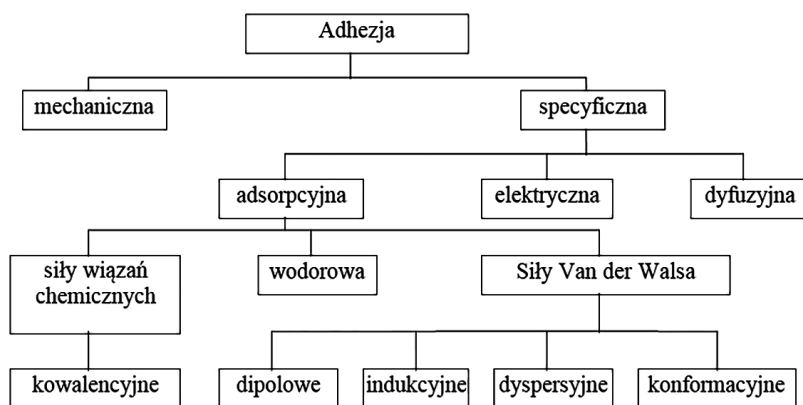 Adhezja
mechaniczna
specyficzna
adsorpcyjna
elektryczna
dyfuzyjna
siły wiązań
chemicznych
wodorowa
Siły Van der Walsa
kowalencyjne
dipolowe
indukcyjne
dyspersyjne
konformacyjne